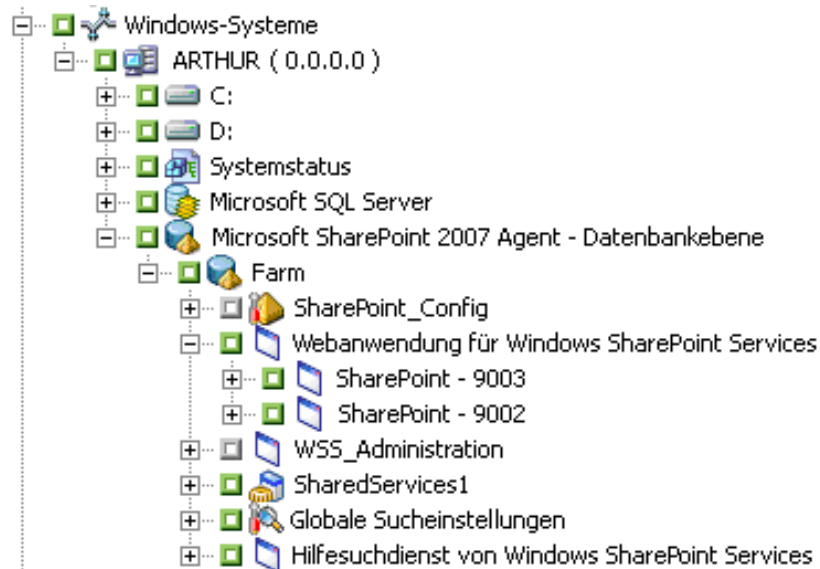 Windows-Systeme
ARTHUR ( 0.0.0.0 )
C:
D:
Systemstatus
Microsoft SQL Server
Microsoft SharePoint 2007 Agent - Datenbankebene
Farm
SharePoint_Config
Webanwendung für Windows SharePoint Services
SharePoint - 9003
SharePoint - 9002
WSS_Administration
SharedServices1
Globale Sucheinstellungen
Hilfesuchdienst von Windows SharePoint Services